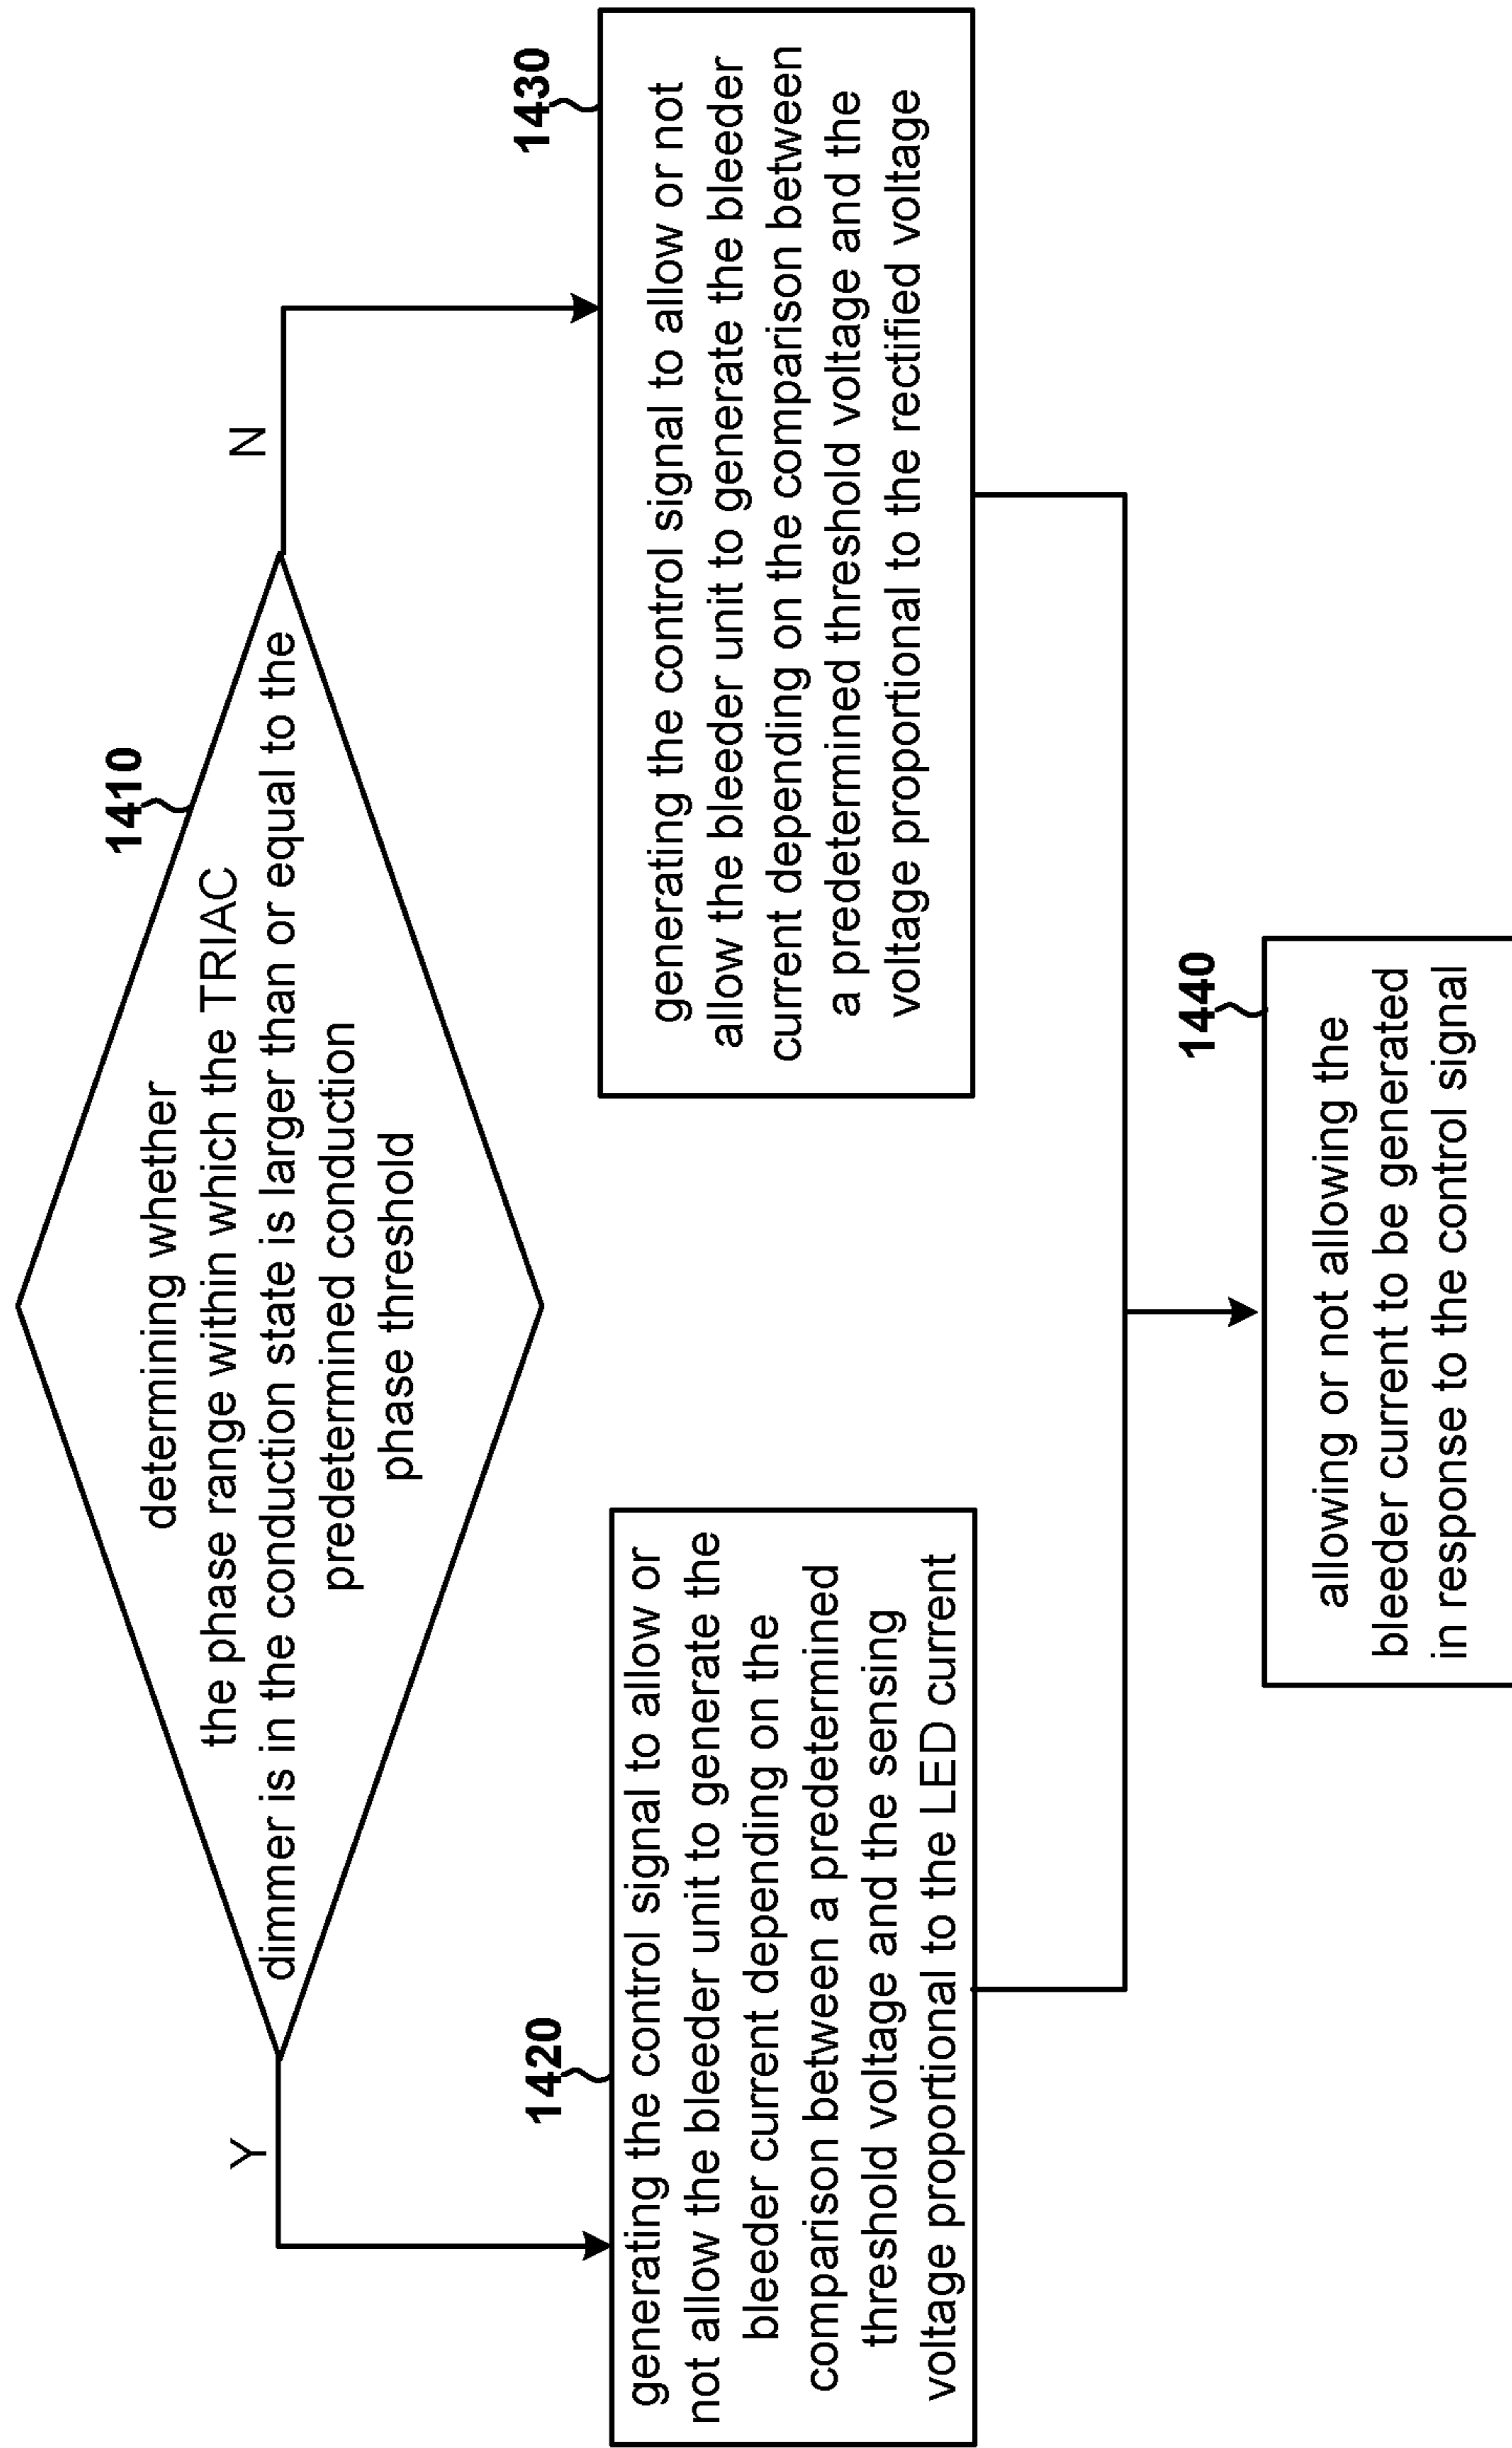 1410
determining whether
the phase range within which the TRIAC
dimmer is in the conduction state is larger than or equal to the
predetermined conduction
phase threshold
Y
N
1420
generating the control signal to allow or
not allow the bleeder unit to generate the
bleeder current depending on the
comparison between a predetermined
threshold voltage and the sensing
voltage proportional to the LED current
1430
generating the control signal to allow or not
allow the bleeder unit to generate the bleeder
current depending on the comparison between
a predetermined threshold voltage and the
voltage proportional to the rectified voltage
1440
allowing or not allowing the
bleeder current to be generated
in response to the control signal